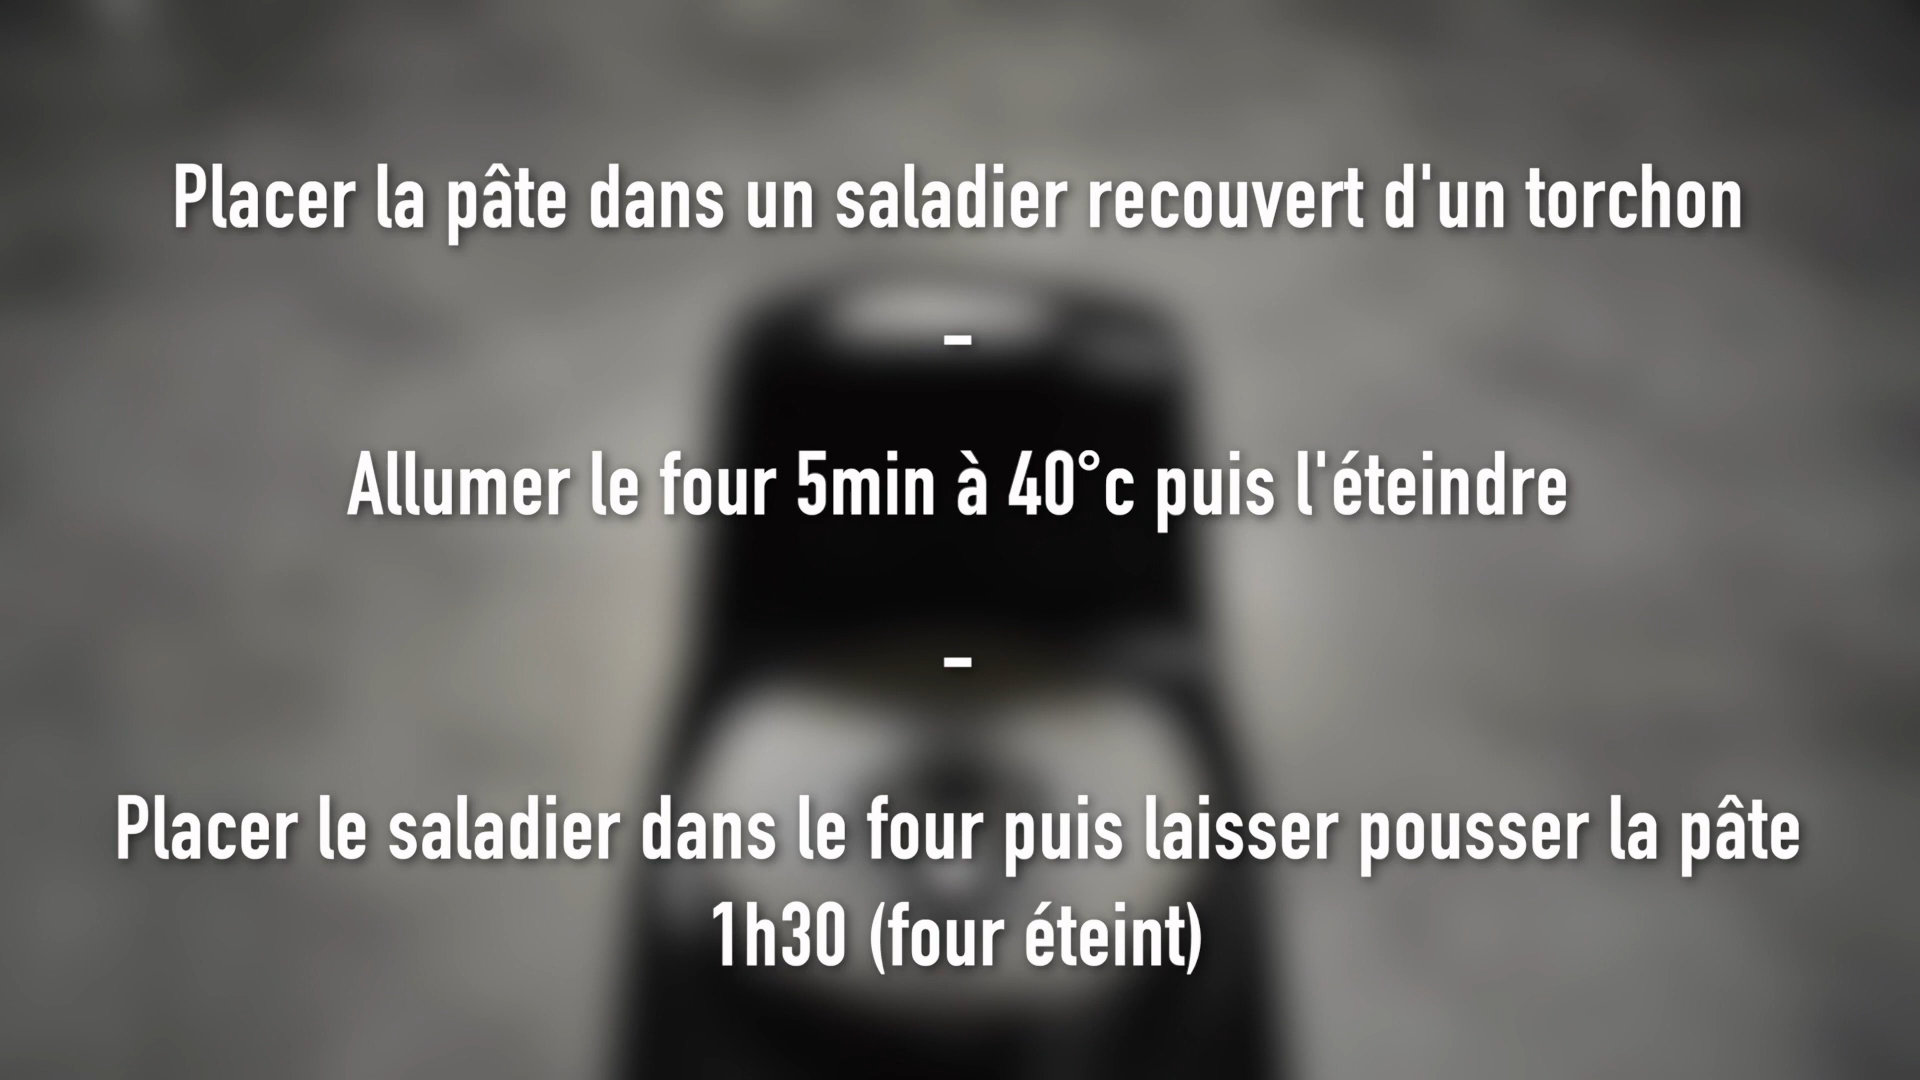 Placer la pâte dans un saladier recouvert d'un torchon
-
Allumer le four 5min à 40°c puis l'éteindre
-
Placer le saladier dans le four puis laisser pousser la pâte
1h30 (four éteint)